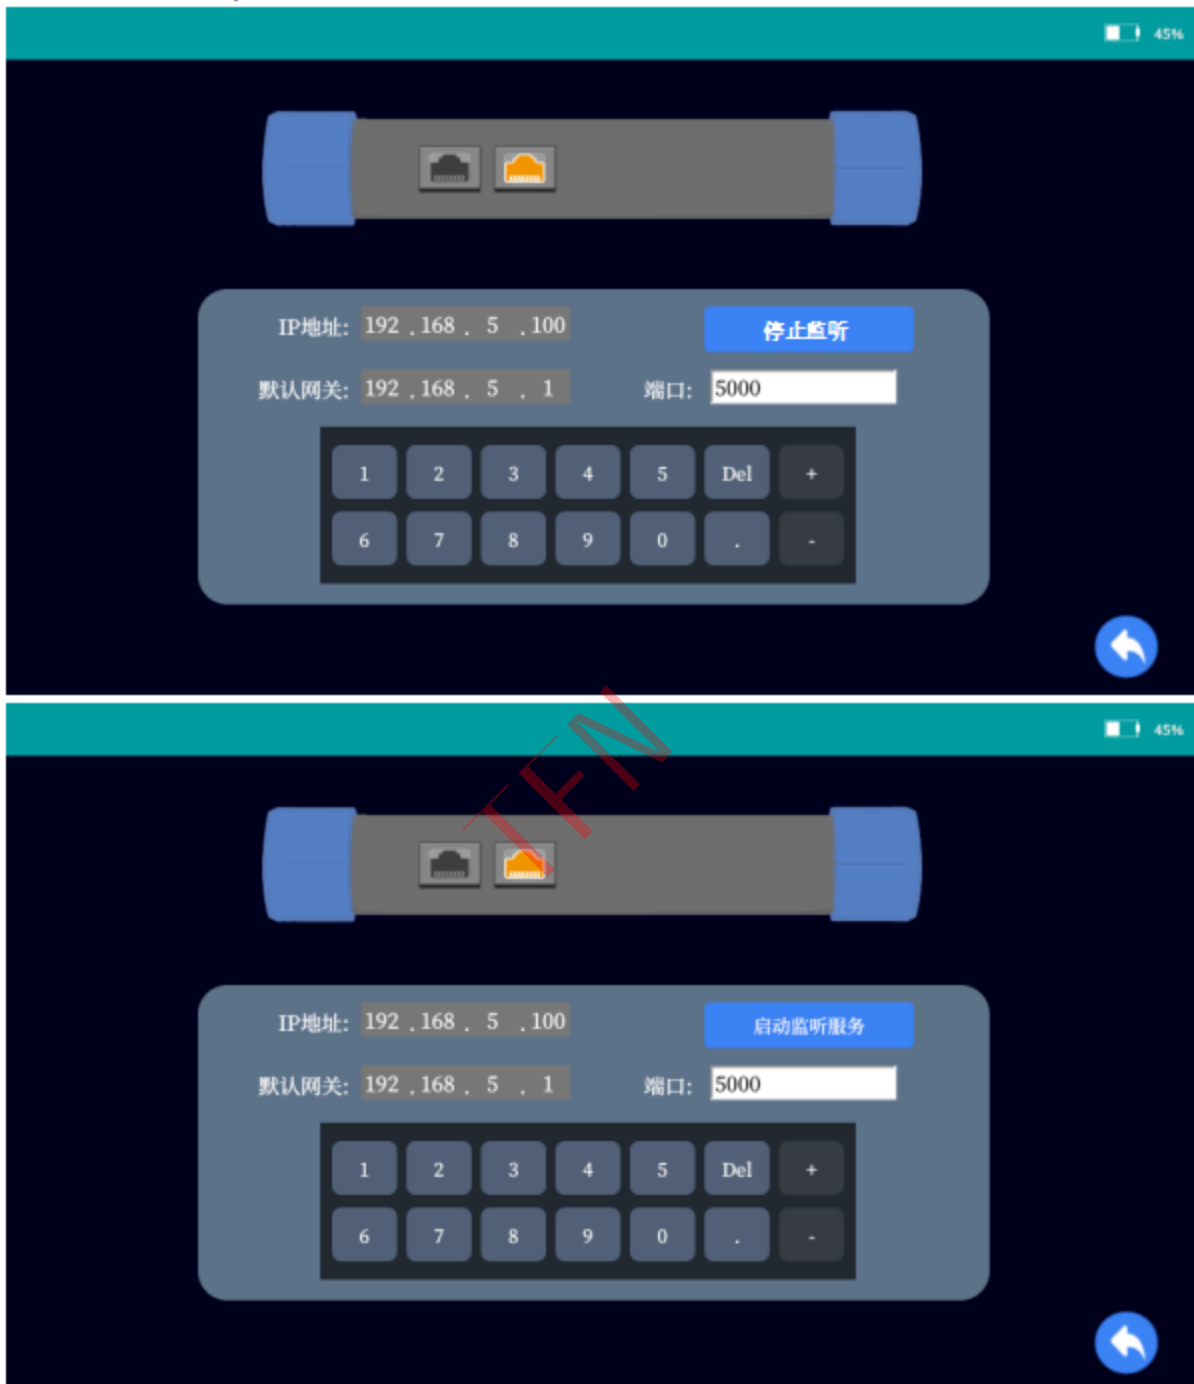 45%
IP地址: 192 . 168 . 5 . 100
停止监听
默认网关: 192 . 168 . 5 . 1
端口: 5000
1 2 3 4 5 Del +
6 7 8 9 0 . -
TFN
45%
IP地址: 192 . 168 . 5 . 100
启动监听服务
默认网关: 192 . 168 . 5 . 1
端口: 5000
1 2 3 4 5 Del +
6 7 8 9 0 . -